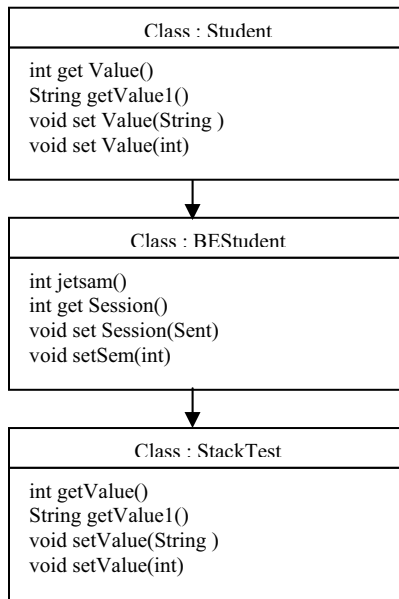 Class : Student
int get Value()
String getValue1()
void set Value(String )
void set Value(int)
Class : BEStudent
int jetsam()
int get Session()
void set Session(Sent)
void setSem(int)
Class : StackTest
int getValue()
String getValue1()
void setValue(String )
void setValue(int)